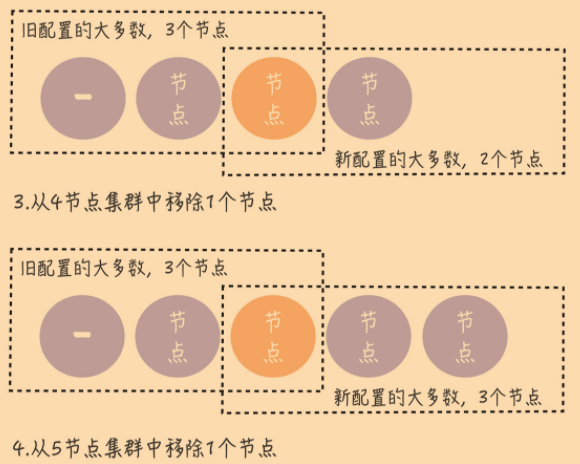 旧配置的大多数，3个节点
一 节点 节点 节点
新配置的大多数，2个节点
3.从4节点集群中移除1个节点
旧配置的大多数，3个节点
一 节点 节点 节点 节点
新配置的大多数，3个节点
4.从5节点集群中移除1个节点